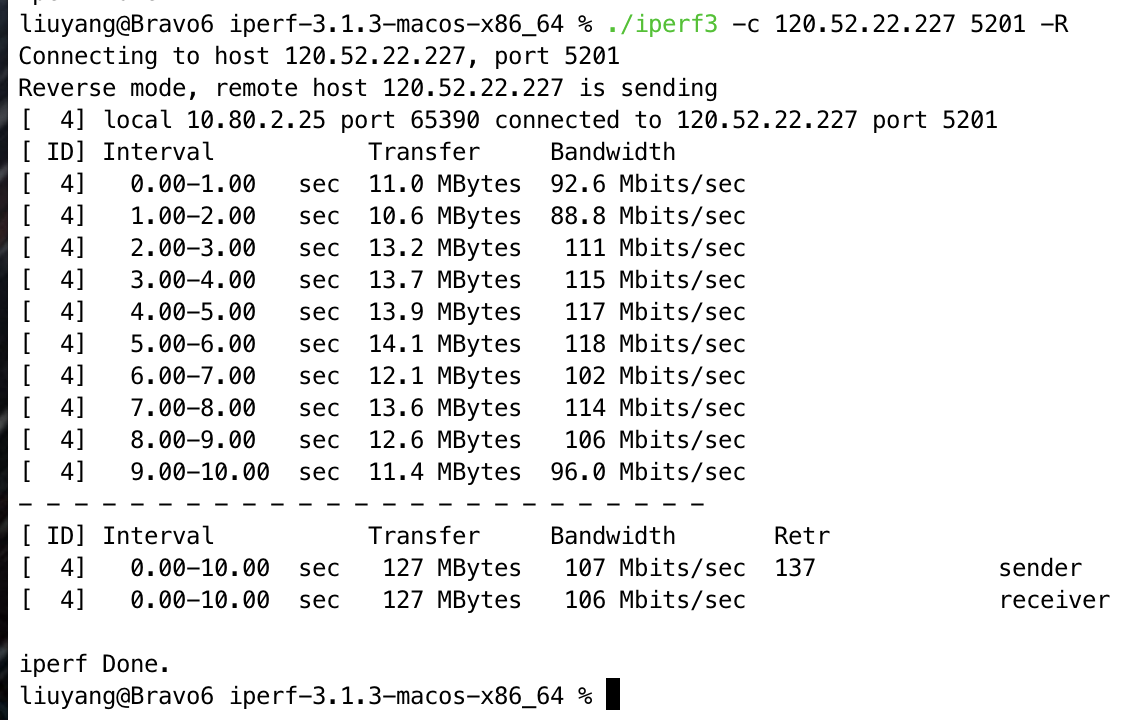 liuyang@Bravo6 iperf-3.1.3-macos-x86_64 % ./iperf3 -c 120.52.22.227 5201 -R
Connecting to host 120.52.22.227, port 5201
Reverse mode, remote host 120.52.22.227 is sending
[  4] local 10.80.2.25 port 65390 connected to 120.52.22.227 port 5201
[ ID] Interval           Transfer     Bandwidth
[  4]   0.00-1.00   sec  11.0 MBytes  92.6 Mbits/sec
[  4]   1.00-2.00   sec  10.6 MBytes  88.8 Mbits/sec
[  4]   2.00-3.00   sec  13.2 MBytes   111 Mbits/sec
[  4]   3.00-4.00   sec  13.7 MBytes   115 Mbits/sec
[  4]   4.00-5.00   sec  13.9 MBytes   117 Mbits/sec
[  4]   5.00-6.00   sec  14.1 MBytes   118 Mbits/sec
[  4]   6.00-7.00   sec  12.1 MBytes   102 Mbits/sec
[  4]   7.00-8.00   sec  13.6 MBytes   114 Mbits/sec
[  4]   8.00-9.00   sec  12.6 MBytes   106 Mbits/sec
[  4]   9.00-10.00  sec  11.4 MBytes  96.0 Mbits/sec
- - - - - - - - - - - - - - - - - - - - - - - - -
[ ID] Interval           Transfer     Bandwidth       Retr
[  4]   0.00-10.00  sec   127 MBytes   107 Mbits/sec  137             sender
[  4]   0.00-10.00  sec   127 MBytes   106 Mbits/sec                  receiver

iperf Done.
liuyang@Bravo6 iperf-3.1.3-macos-x86_64 %